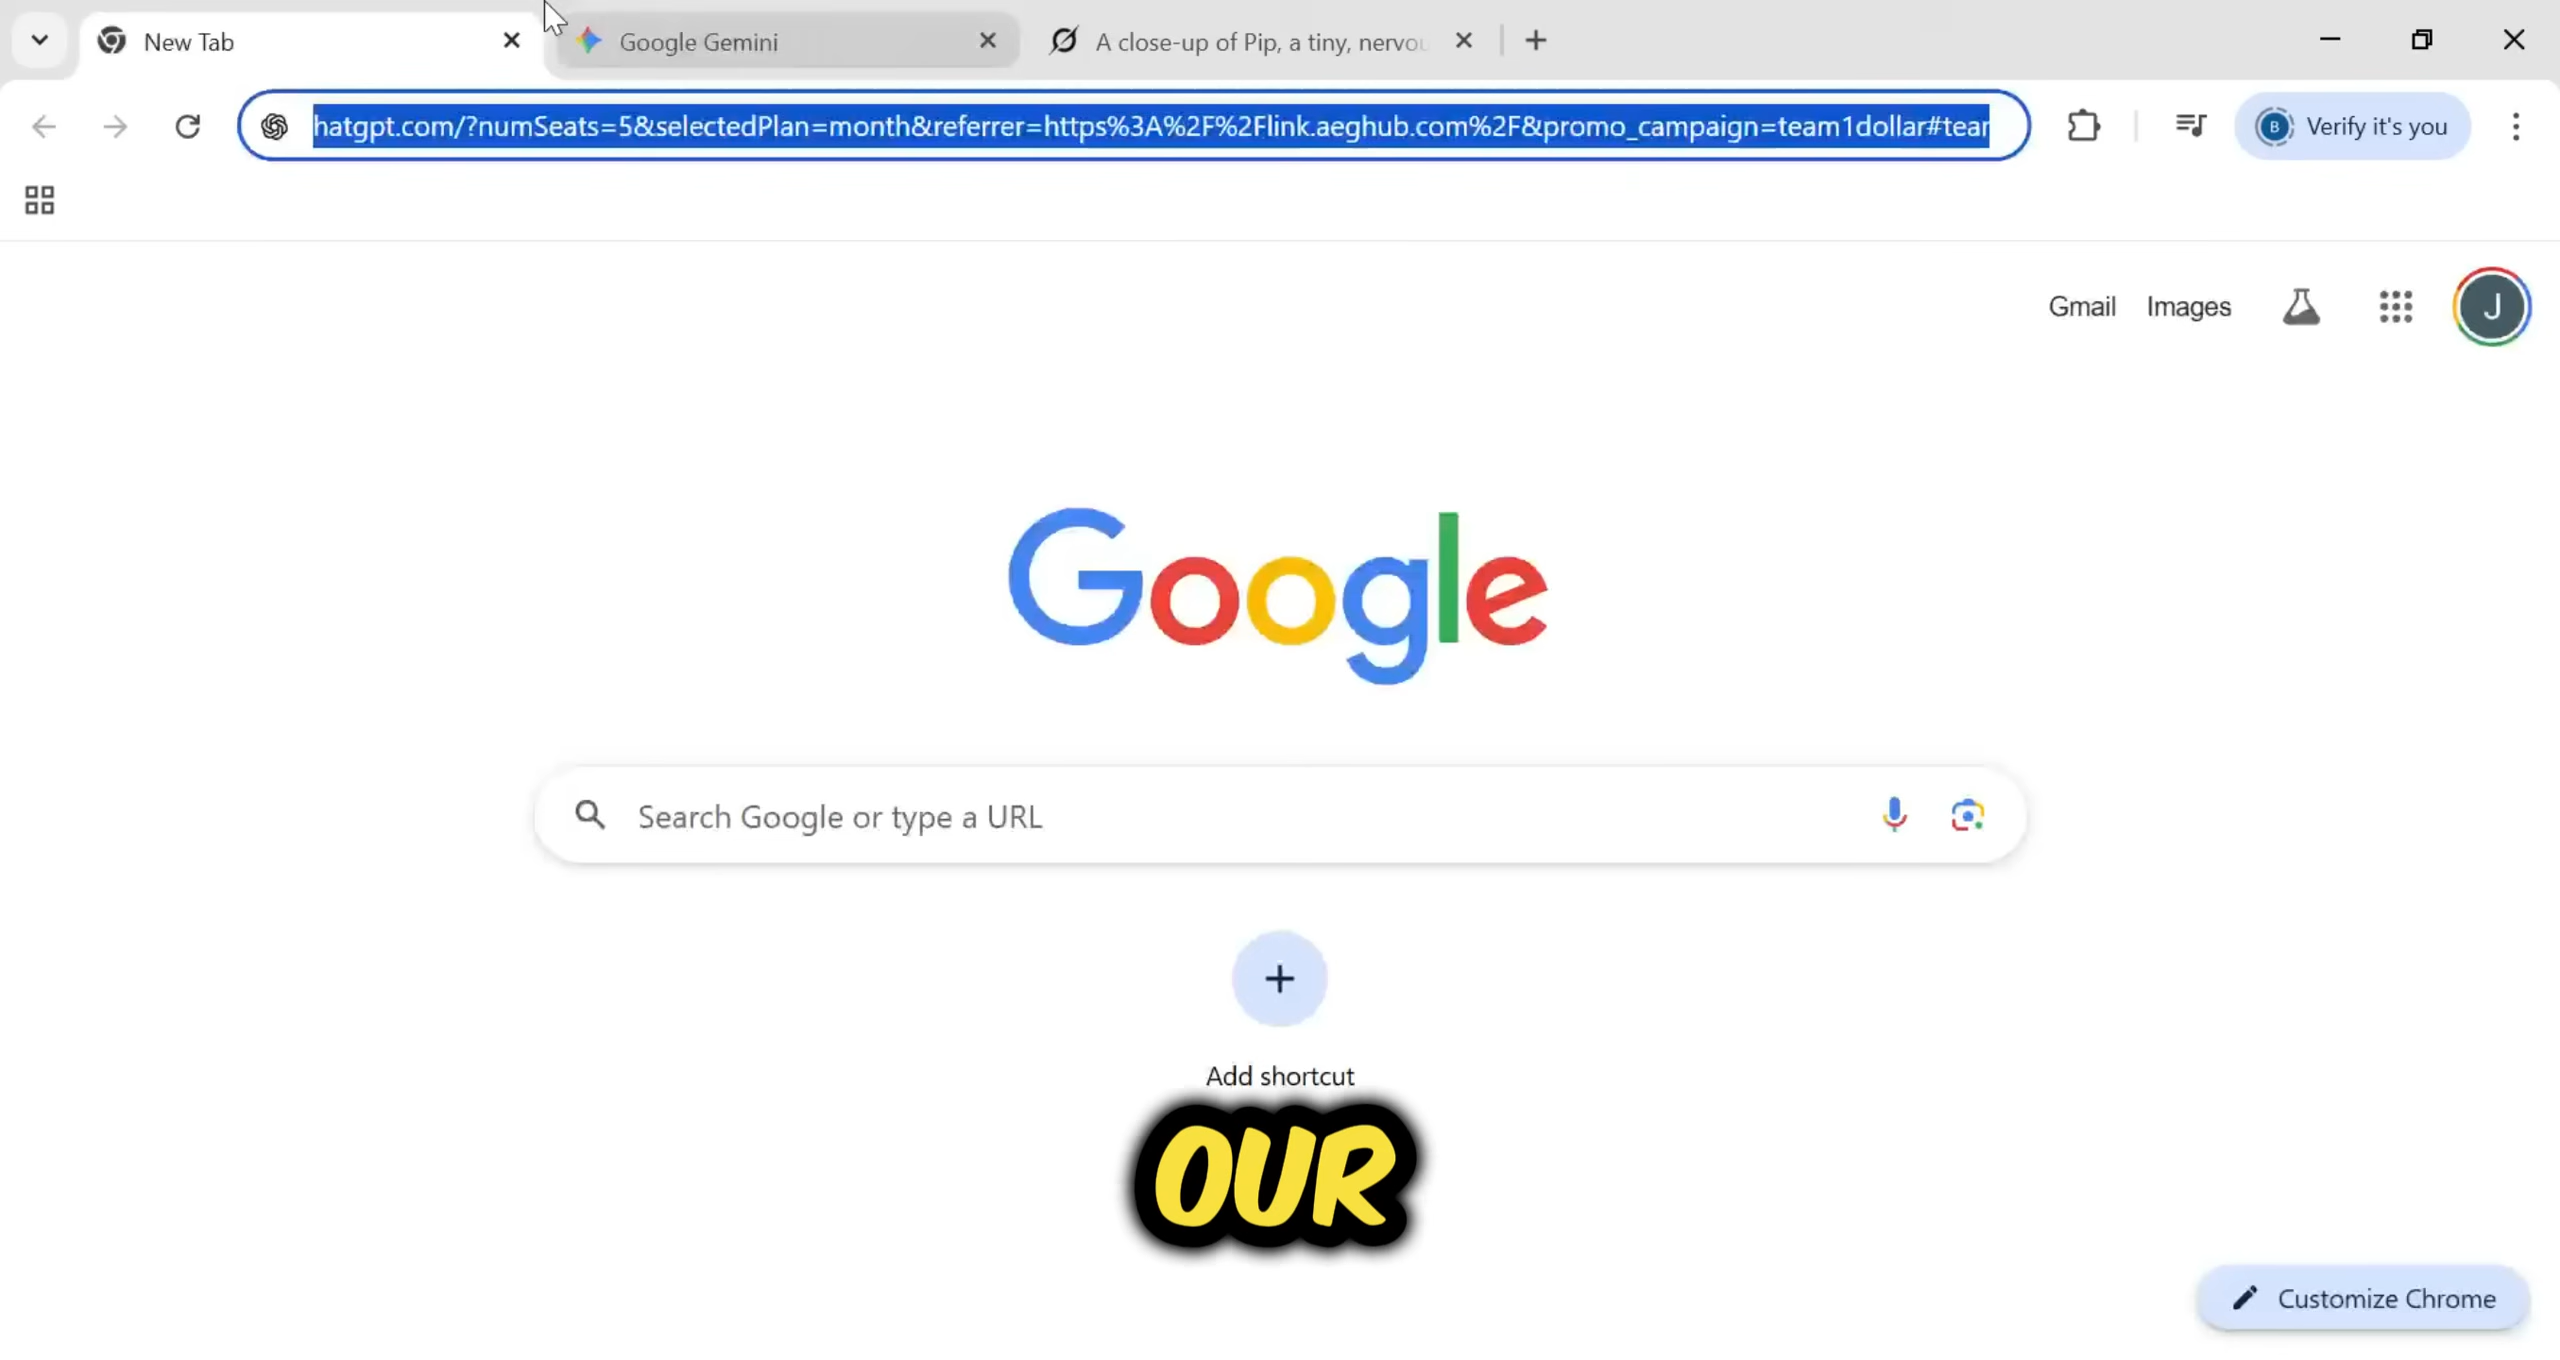 New Tab
Google Gemini
A close-up of Pip, a tiny, nervou
hatgpt.com/?numSeats=5&selectedPlan=month&referrer=https%3A%2F%2Flink.aeghub.com%2F&promo_campaign=team1dollar#tear
B
Verify it's you
Gmail
Images
J
Google
Search Google or type a URL
Add shortcut
OUR
Customize Chrome